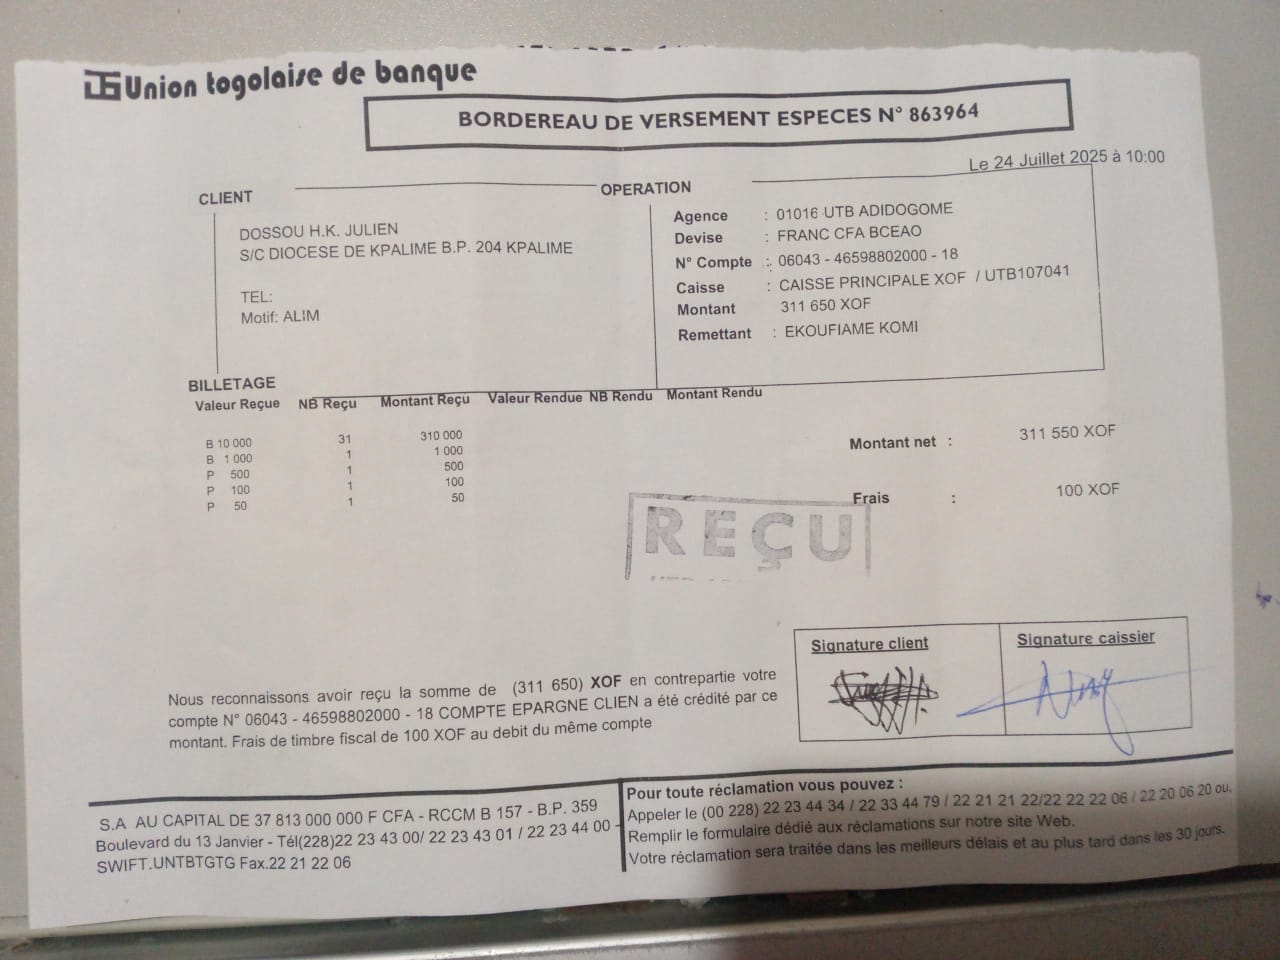 Union togolaise de banque
BORDEREAU DE VERSEMENT ESPECES N° 863964
Le 24 Juillet 2025 à 10:00
CLIENT
DOSSOU H.K. JULIEN
S/C DIOCESE DE KPALIME B.P. 204 KPALIME
TEL:
Motif: ALIM
OPERATION
Agence : 01016 UTB ADIDOGOME
Devise : FRANC CFA BCEAO
N° Compte : 06043 - 46598802000 - 18
Caisse : CAISSE PRINCIPALE XOF / UTB107041
Montant 311 650 XOF
Remettant : EKOUFIAME KOMI
BILLETAGE
Valeur Reçue NB Reçu Montant Reçu Valeur Rendue NB Rendu Montant Rendu
B 10 000 31 310 000
B 1 000 1 1 000
P 500 1 500
P 100 1 100
P 50 1 50
Montant net : 311 550 XOF
Frais : 100 XOF
REÇU
Signature client
Signature caissier
Nous reconnaissons avoir reçu la somme de (311 650) XOF en contrepartie votre
compte N° 06043 - 46598802000 - 18 COMPTE EPARGNE CLIEN a été crédité par ce
montant. Frais de timbre fiscal de 100 XOF au debit du même compte
S.A AU CAPITAL DE 37 813 000 000 F CFA - RCCM B 157 - B.P. 359
Boulevard du 13 Janvier - Tél(228)22 23 43 00/ 22 23 43 01 / 22 23 44 00 -
SWIFT.UNTBTGTG Fax.22 21 22 06
Pour toute réclamation vous pouvez :
Appeler le (00 228) 22 23 44 34 / 22 33 44 79 / 22 21 21 22/22 22 22 06 / 22 20 06 20 ou,
Remplir le formulaire dédié aux réclamations sur notre site Web.
Votre réclamation sera traitée dans les meilleurs délais et au plus tard dans les 30 jours.